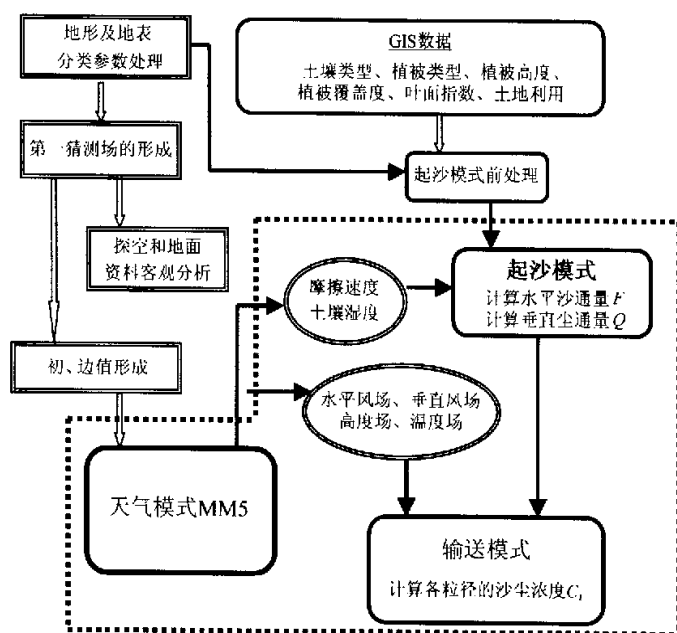 地形及地表
分类参数处理
GIS数据
土壤类型、植被类型、植被高度、
植被覆盖度、叶面指数、土地利用
第一猜测场的形成
起沙模式前处理
探空和地面
资料客观分析
摩擦速度
土壤湿度
起沙模式
计算水平沙通量F
计算垂直尘通量Q
初、边值形成
水平风场、垂直风场
高度场、温度场
天气模式MM5
输送模式
计算各粒径的沙尘浓度Cᵢ